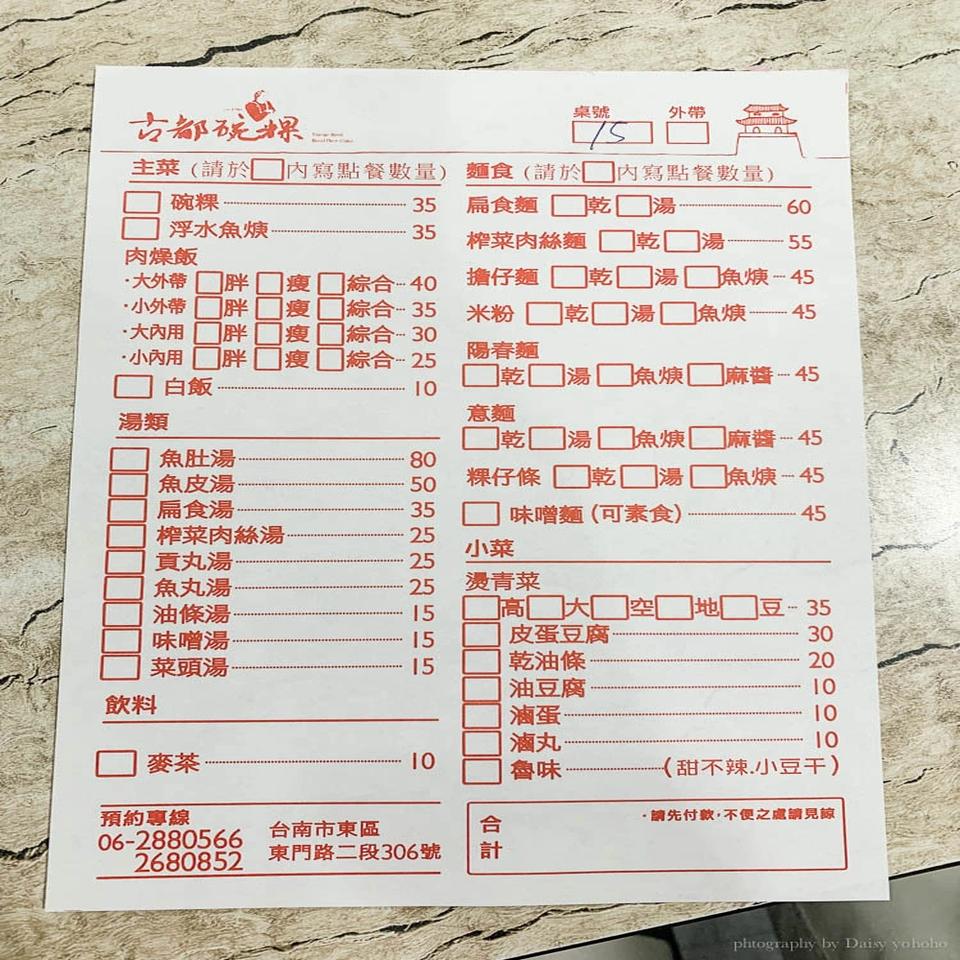 古都碗粿
桌號 外帶
15
主菜 (請於□內寫點餐數量)
□ 碗粿 35
□ 浮水魚焿 35
肉燥飯
·大外帶 □胖 □瘦 □綜合 40
·小外帶 □胖 □瘦 □綜合 35
·大內用 □胖 □瘦 □綜合 30
·小內用 □胖 □瘦 □綜合 25
□ 白飯 10
湯類
□ 魚肚湯 80
□ 魚皮湯 50
□ 扁食湯 35
□ 榨菜肉絲湯 25
□ 貢丸湯 25
□ 魚丸湯 25
□ 油條湯 15
□ 味噌湯 15
□ 菜頭湯 15
飲料
□ 麥茶 10
預約專線
06-2880566
2680852
台南市東區
東門路二段306號
麵食 (請於□內寫點餐數量)
扁食麵 □乾 □湯 60
榨菜肉絲麵 □乾 □湯 55
擔仔麵 □乾 □湯 □魚焿 45
米粉 □乾 □湯 □魚焿 45
陽春麵
□乾 □湯 □魚焿 □麻醬 45
意麵
□乾 □湯 □魚焿 □麻醬 45
粿仔條 □乾 □湯 □魚焿 45
□ 味噌麵 (可素食) 45
小菜
燙青菜
□高 □大 □空 □地 □豆 35
□ 皮蛋豆腐 30
□ 乾油條 20
□ 油豆腐 10
□ 滷蛋 10
□ 滷丸 10
□ 魯味 (甜不辣.小豆干)
合計
·請先付款,不便之處請見諒
phtography by Daisy yohoho